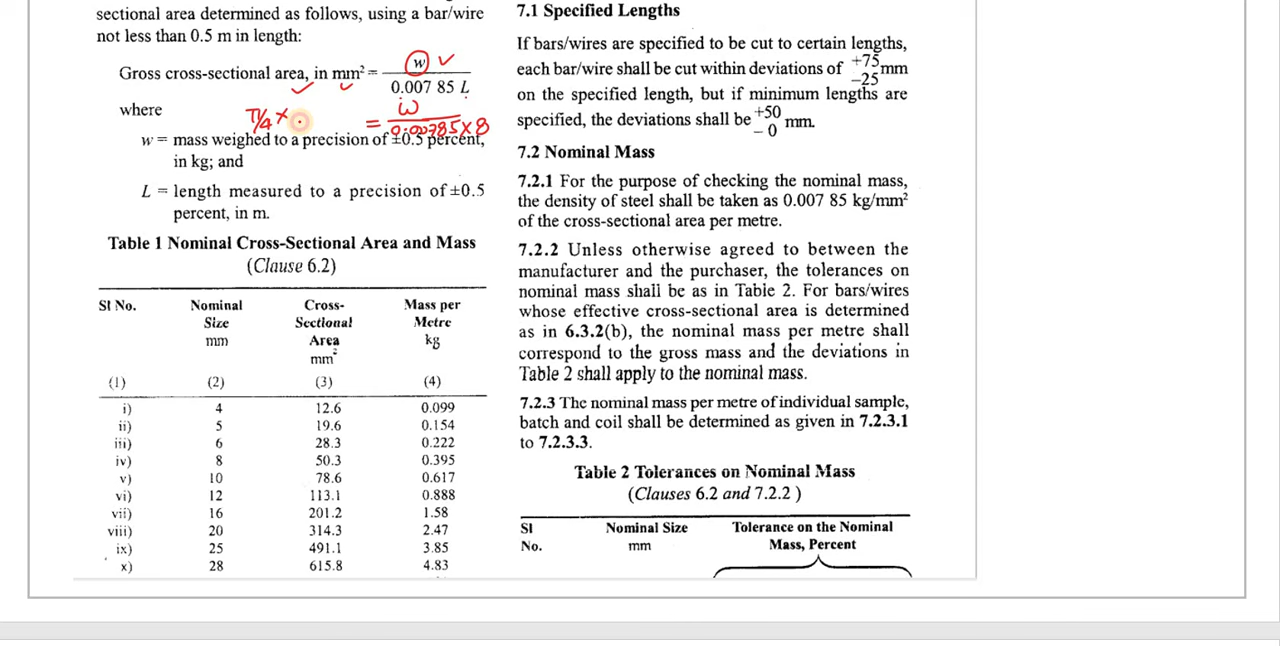 sectional area determined as follows, using a bar/wire
not less than 0.5 m in length:
Gross cross-sectional area, in mm² = w / 0.007 85 L
π/4 × = w / 0.00785×8
where
w = mass weighed to a precision of ±0.5 percent,
in kg; and
L = length measured to a precision of ±0.5
percent, in m.
Table 1 Nominal Cross-Sectional Area and Mass
(Clause 6.2)
Sl No. Nominal Cross- Mass per
Size Sectional Metre
mm Area kg
mm²
(1) (2) (3) (4)
i) 4 12.6 0.099
ii) 5 19.6 0.154
iii) 6 28.3 0.222
iv) 8 50.3 0.395
v) 10 78.6 0.617
vi) 12 113.1 0.888
vii) 16 201.2 1.58
viii) 20 314.3 2.47
ix) 25 491.1 3.85
x) 28 615.8 4.83
7.1 Specified Lengths
If bars/wires are specified to be cut to certain lengths,
each bar/wire shall be cut within deviations of +75 −25 mm
on the specified length, but if minimum lengths are
specified, the deviations shall be +50 − 0 mm.
7.2 Nominal Mass
7.2.1 For the purpose of checking the nominal mass,
the density of steel shall be taken as 0.007 85 kg/mm²
of the cross-sectional area per metre.
7.2.2 Unless otherwise agreed to between the
manufacturer and the purchaser, the tolerances on
nominal mass shall be as in Table 2. For bars/wires
whose effective cross-sectional area is determined
as in 6.3.2(b), the nominal mass per metre shall
correspond to the gross mass and the deviations in
Table 2 shall apply to the nominal mass.
7.2.3 The nominal mass per metre of individual sample,
batch and coil shall be determined as given in 7.2.3.1
to 7.2.3.3.
Table 2 Tolerances on Nominal Mass
(Clauses 6.2 and 7.2.2 )
Sl Nominal Size Tolerance on the Nominal
No. mm Mass, Percent